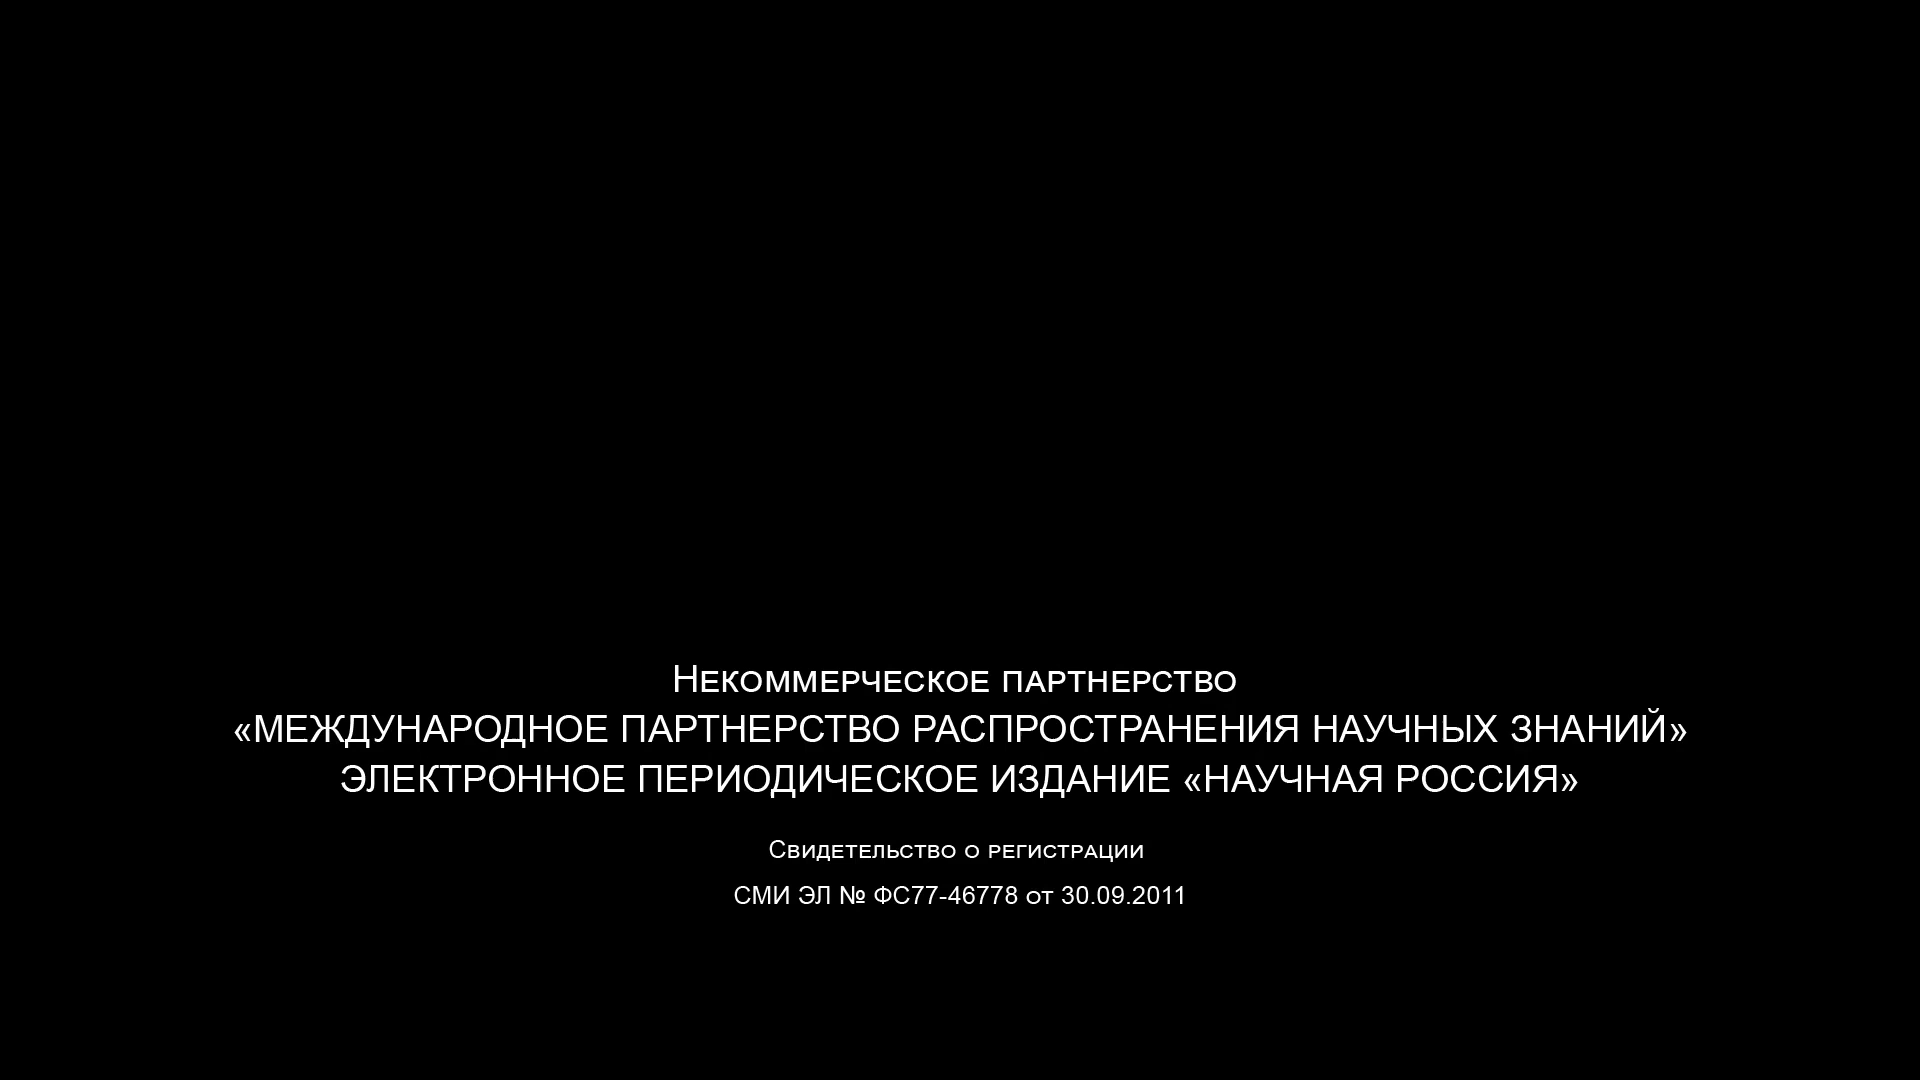 Некоммерческое партнерство
«МЕЖДУНАРОДНОЕ ПАРТНЕРСТВО РАСПРОСТРАНЕНИЯ НАУЧНЫХ ЗНАНИЙ»
ЭЛЕКТРОННОЕ ПЕРИОДИЧЕСКОЕ ИЗДАНИЕ «НАУЧНАЯ РОССИЯ»
Свидетельство о регистрации
СМИ ЭЛ № ФС77-46778 от 30.09.2011